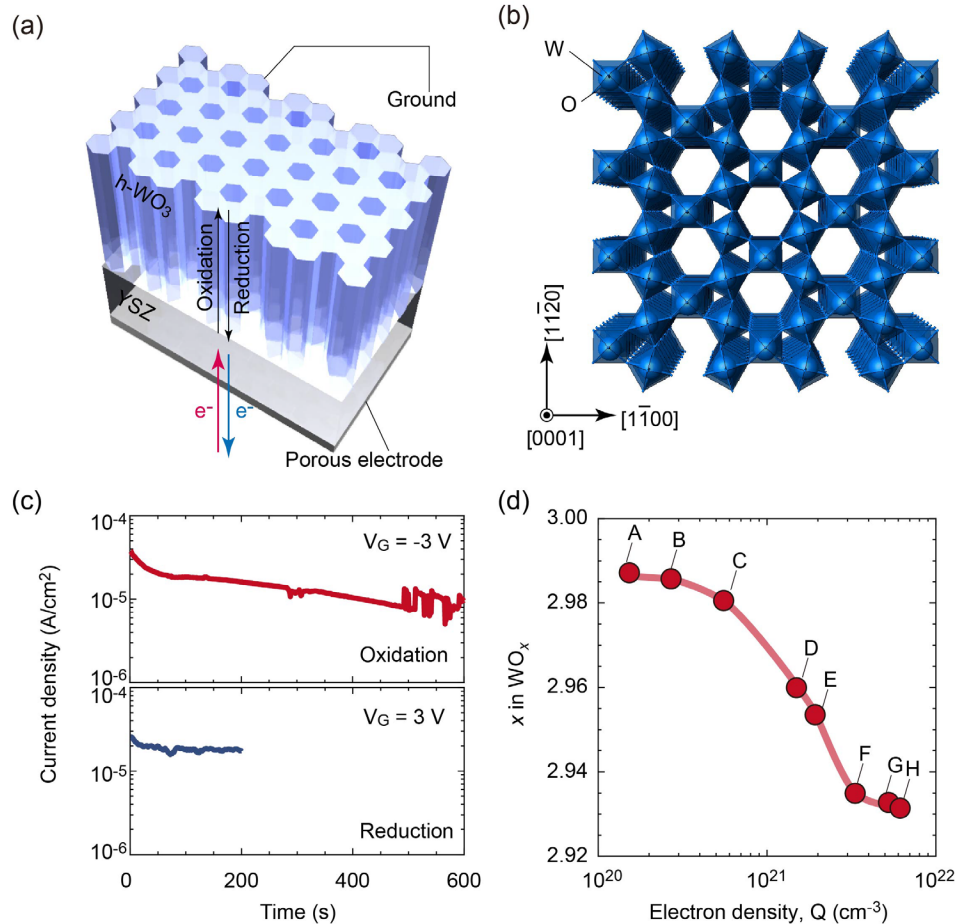 (a)
Ground
h-WO₃
Oxidation
Reduction
YSZ
e⁻ e⁻
Porous electrode
(b)
W
O
[112̄0]
[0001]
[11̄00]
(c)
Current density (A/cm²)
10⁻⁴
10⁻⁵
10⁻⁶
V_G = -3 V
Oxidation
10⁻⁴
10⁻⁵
10⁻⁶
V_G = 3 V
Reduction
0 200 400 600
Time (s)
(d)
x in WOₓ
3.00
2.98
2.96
2.94
2.92
A
B
C
D
E
F
G H
10²⁰ 10²¹ 10²²
Electron density, Q (cm⁻³)